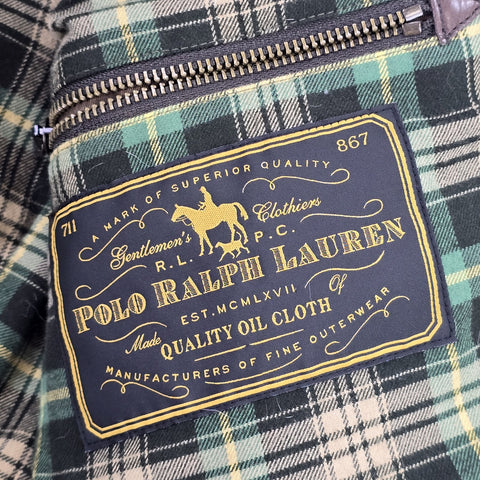 711
867
A MARK OF SUPERIOR QUALITY
Gentlemen's Clothiers
R.L. P.C.
POLO RALPH LAUREN
EST. MCMLXVII
Made QUALITY OIL CLOTH Of
MANUFACTURERS OF FINE OUTERWEAR